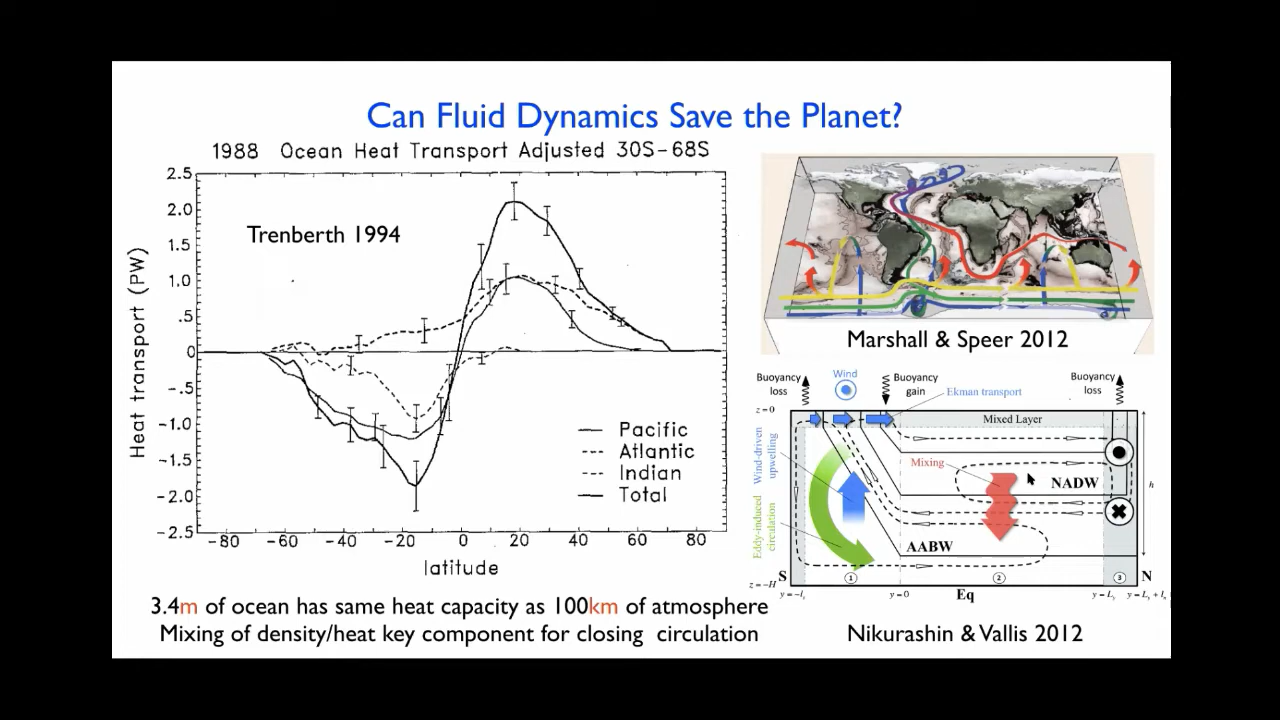 Can Fluid Dynamics Save the Planet?
1988 Ocean Heat Transport Adjusted 30S-68S
Trenberth 1994
Heat transport (PW)
2.5
2.0
1.5
1.0
.5
0
-.5
-1.0
-1.5
-2.0
-2.5
Pacific
Atlantic
Indian
Total
-80 -60 -40 -20 0 20 40 60 80
latitude
3.4m of ocean has same heat capacity as 100km of atmosphere
Mixing of density/heat key component for closing circulation
Marshall & Speer 2012
Buoyancy loss
Wind
Buoyancy gain
Ekman transport
Buoyancy loss
z=0
Mixed Layer
Wind-driven upwelling
Mixing
NADW
h
Eddy-induced circulation
AABW
S
1
2
3
N
z=-H
y=0
Eq
Nikurashin & Vallis 2012